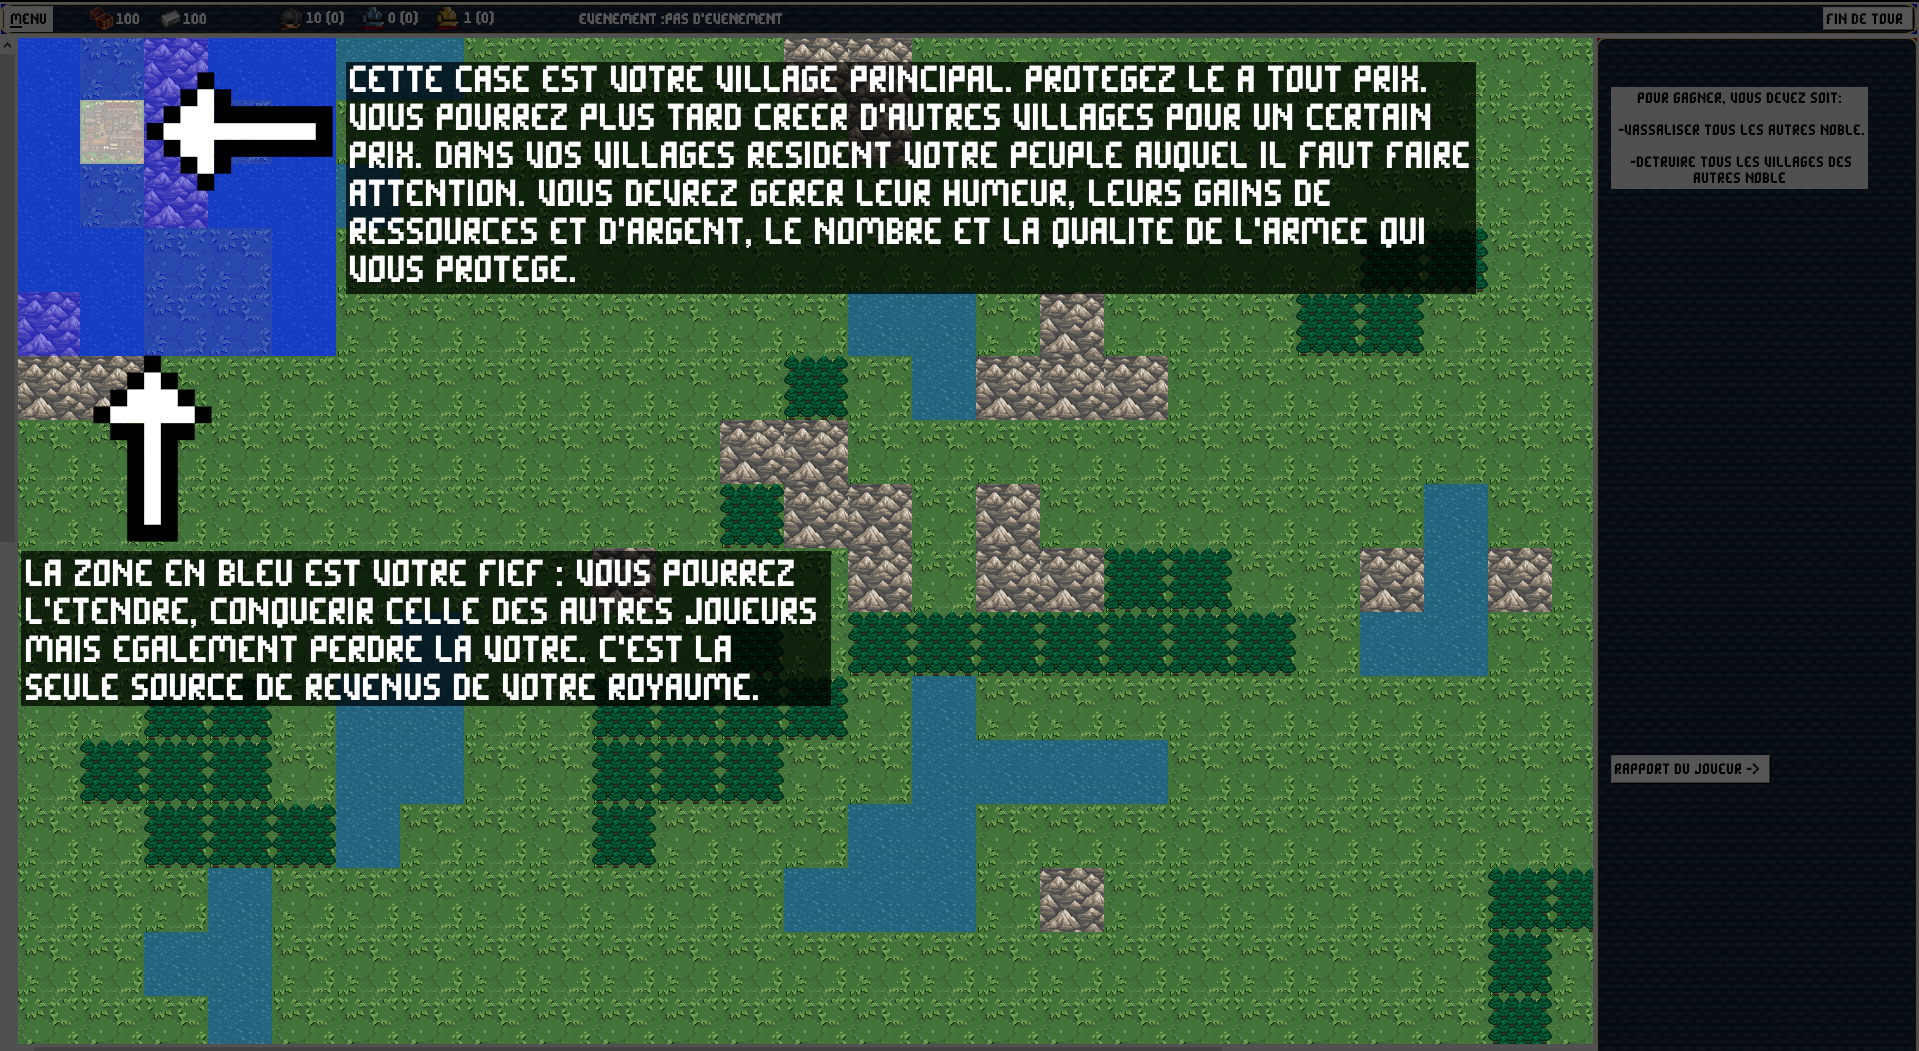 MENU 100 100 10 (0) 0 (0) 1 (0) EVENEMENT :PAS D'EVENEMENT FIN DE TOUR
CETTE CASE EST VOTRE VILLAGE PRINCIPAL. PROTEGEZ LE A TOUT PRIX.
VOUS POURREZ PLUS TARD CREER D'AUTRES VILLAGES POUR UN CERTAIN
PRIX. DANS VOS VILLAGES RESIDENT VOTRE PEUPLE AUQUEL IL FAUT FAIRE
ATTENTION. VOUS DEVREZ GERER LEUR HUMEUR, LEURS GAINS DE
RESSOURCES ET D'ARGENT, LE NOMBRE ET LA QUALITE DE L'ARMEE QUI
VOUS PROTEGE.
POUR GAGNER, VOUS DEVEZ SOIT:
-VASSALISER TOUS LES AUTRES NOBLE.
-DETRUIRE TOUS LES VILLAGES DES
AUTRES NOBLE
LA ZONE EN BLEU EST VOTRE FIEF : VOUS POURREZ
L'ETENDRE, CONQUERIR CELLE DES AUTRES JOUEURS
MAIS EGALEMENT PERDRE LA VOTRE. C'EST LA
SEULE SOURCE DE REVENUS DE VOTRE ROYAUME.
RAPPORT DU JOUEUR ->